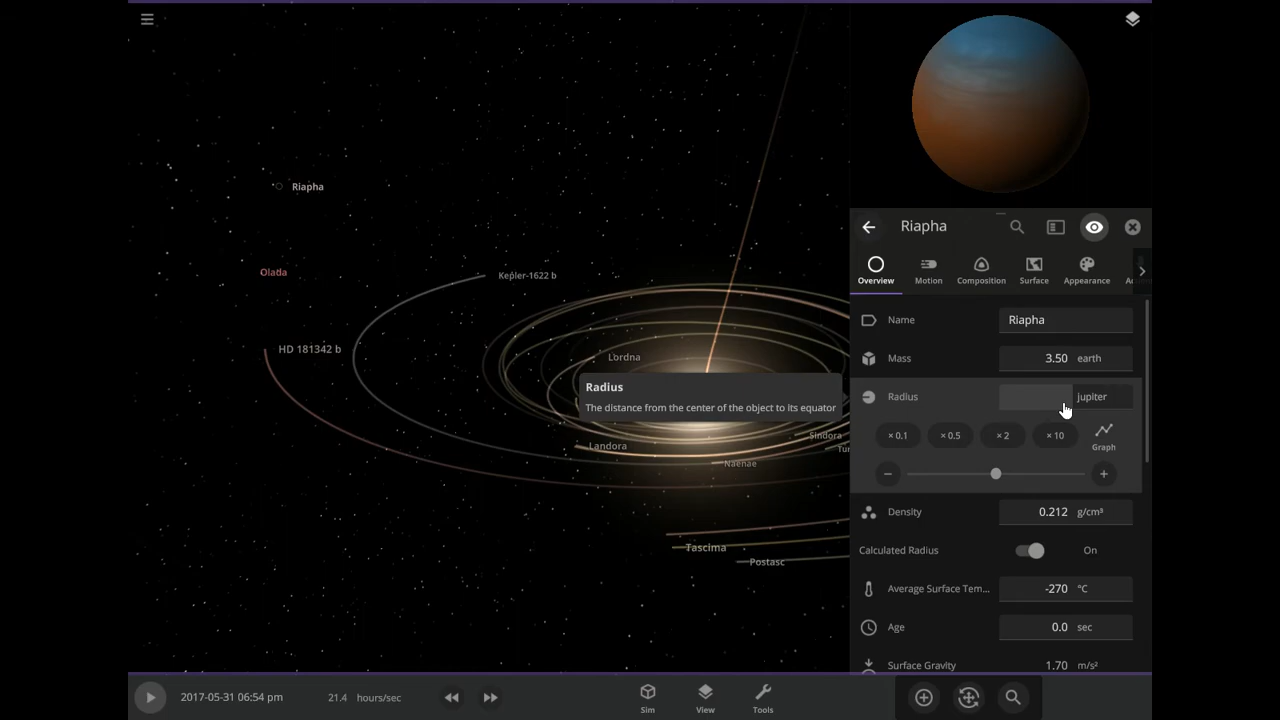 Riapha
Olada
Kepler-1622 b
HD 181342 b
Lordna
Radius
The distance from the center of the object to its equator
Landora
Sindora
Naenae
Tascima
Postasc
Riapha
Overview
Motion
Composition
Surface
Appearance
Name
Riapha
Mass
3.50 earth
Radius
jupiter
× 0.1
× 0.5
× 2
× 10
Graph
Density
0.212 g/cm³
Calculated Radius
On
Average Surface Tem...
-270 °C
Age
0.0 sec
Surface Gravity
1.70 m/s²
2017-05-31 06:54 pm
21.4 hours/sec
Sim
View
Tools